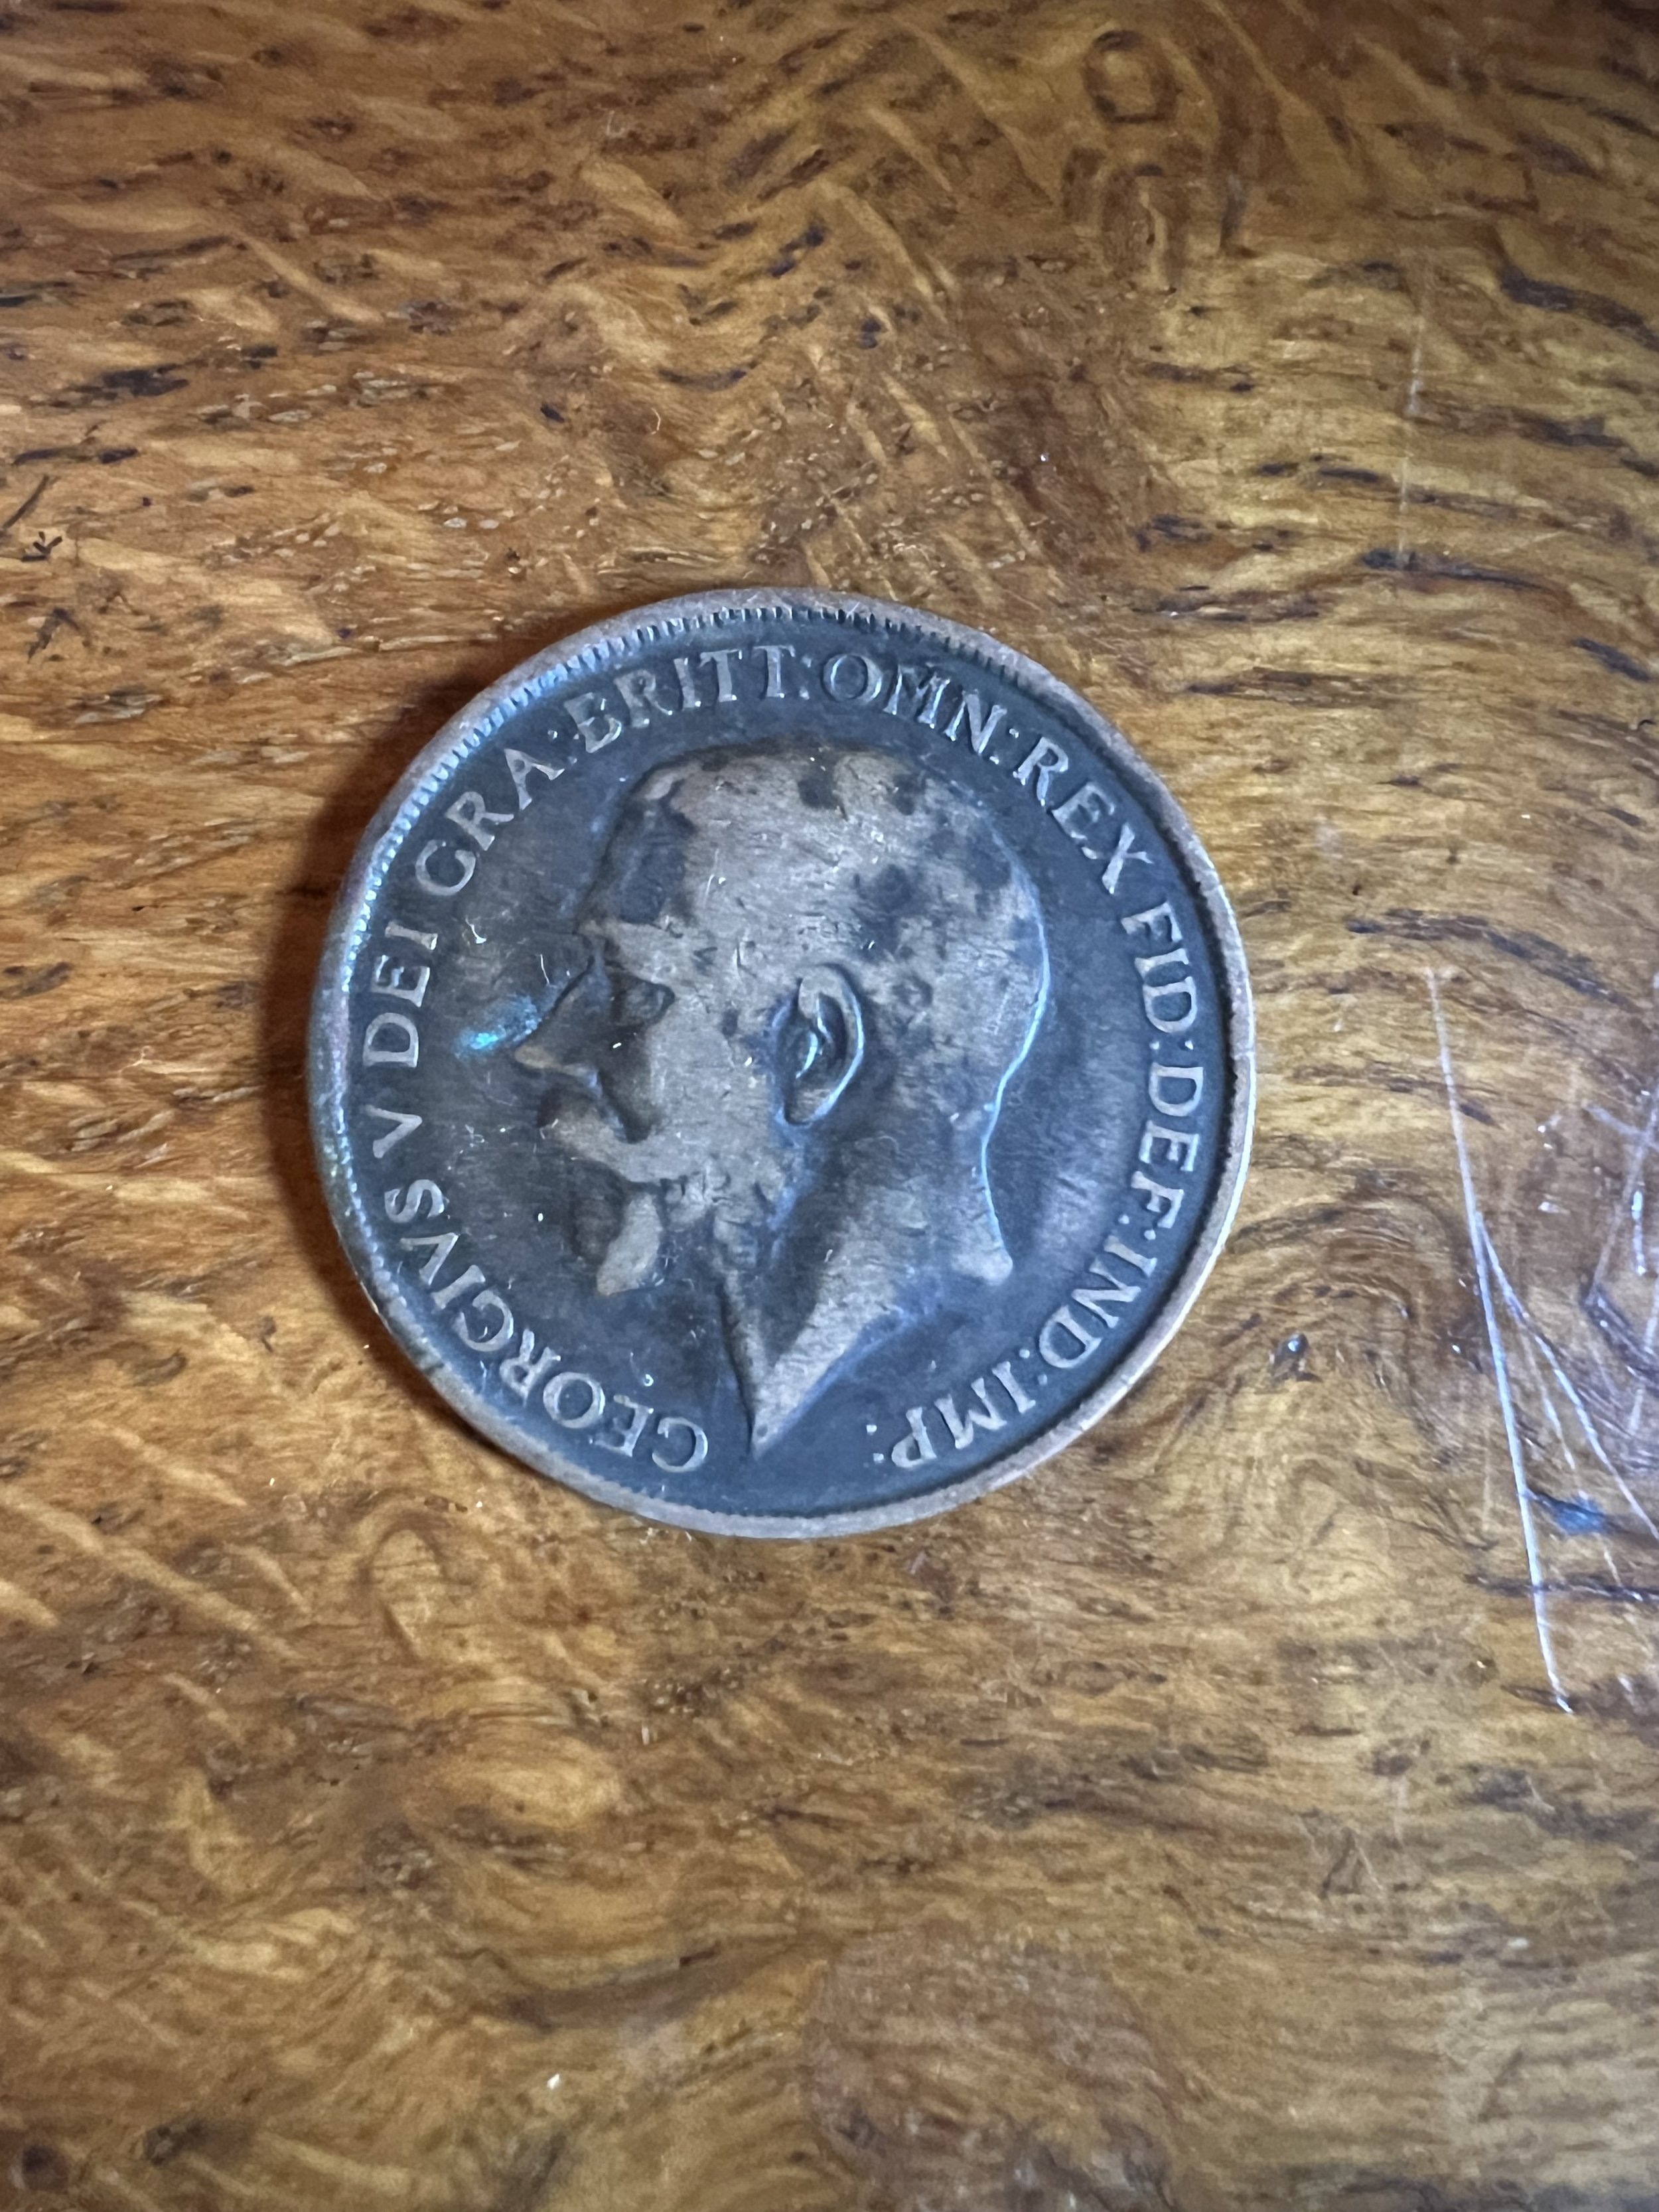 GEORGIVS V DEI GRA: BRITT: OMN: REX FID: DEF: IND: IMP: